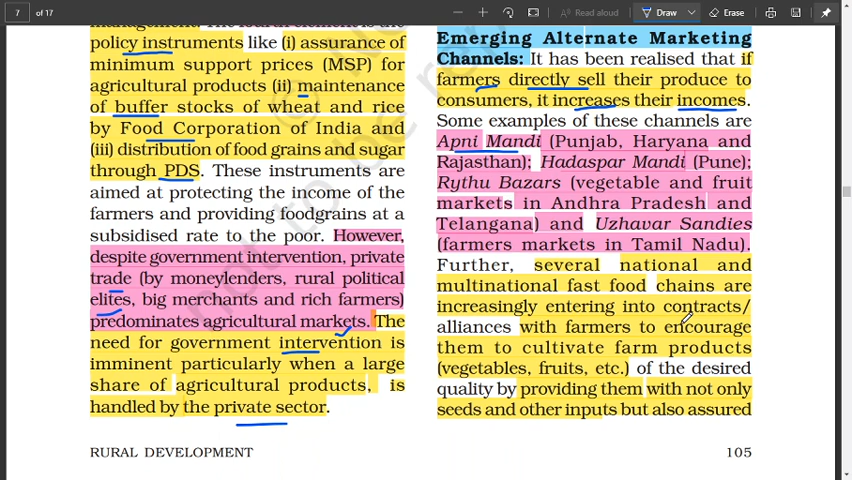 7 of 17
Read aloud
Draw
Erase
policy instruments like (i) assurance of
minimum support prices (MSP) for
agricultural products (ii) maintenance
of buffer stocks of wheat and rice
by Food Corporation of India and
(iii) distribution of food grains and sugar
through PDS. These instruments are
aimed at protecting the income of the
farmers and providing foodgrains at a
subsidised rate to the poor. However,
despite government intervention, private
trade (by moneylenders, rural political
elites, big merchants and rich farmers)
predominates agricultural markets. The
need for government intervention is
imminent particularly when a large
share of agricultural products, is
handled by the private sector.
RURAL DEVELOPMENT
Emerging Alternate Marketing
Channels: It has been realised that if
farmers directly sell their produce to
consumers, it increases their incomes.
Some examples of these channels are
Apni Mandi (Punjab, Haryana and
Rajasthan); Hadaspar Mandi (Pune);
Rythu Bazars (vegetable and fruit
markets in Andhra Pradesh and
Telangana) and Uzhavar Sandies
(farmers markets in Tamil Nadu).
Further, several national and
multinational fast food chains are
increasingly entering into contracts/
alliances with farmers to encourage
them to cultivate farm products
(vegetables, fruits, etc.) of the desired
quality by providing them with not only
seeds and other inputs but also assured
105